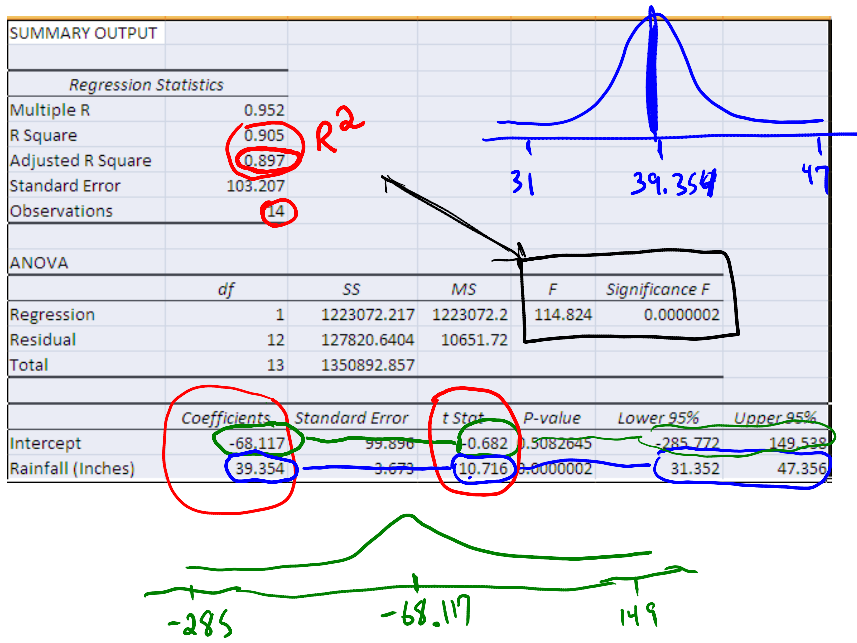 SUMMARY OUTPUT
Regression Statistics
Multiple R 0.952
R Square 0.905
R2
Adjusted R Square 0.897
Standard Error 103.207
Observations 14
31 39.354 47
ANOVA
df SS MS F Significance F
Regression 1 1223072.217 1223072.2 114.824 0.0000002
Residual 12 127820.6404 10651.72
Total 13 1350892.857
Coefficients Standard Error t Stat P-value Lower 95% Upper 95%
Intercept -68.117 99.896 -0.682 0.5082645 -285.772 149.538
Rainfall (Inches) 39.354 3.673 10.716 0.0000002 31.352 47.356
-285 -68.117 149